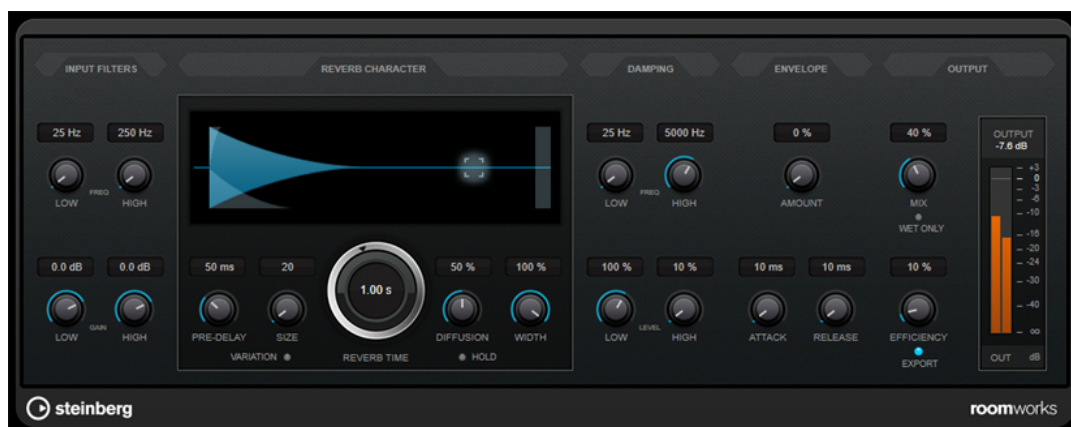 INPUT FILTERS
REVERB CHARACTER
DAMPING
ENVELOPE
OUTPUT
25 Hz
250 Hz
LOW
FREQ
HIGH
0.0 dB
0.0 dB
LOW
GAIN
HIGH
50 ms
20
PRE-DELAY
SIZE
VARIATION
1.00 s
REVERB TIME
50 %
100 %
DIFFUSION
WIDTH
HOLD
25 Hz
5000 Hz
LOW
FREQ
HIGH
100 %
10 %
LOW
LEVEL
HIGH
0 %
AMOUNT
10 ms
10 ms
ATTACK
RELEASE
40 %
MIX
WET ONLY
10 %
EFFICIENCY
EXPORT
OUTPUT
-7.6 dB
+3
0
-3
-6
-10
-16
-20
-24
-30
-40
∞
OUT dB
steinberg
roomworks